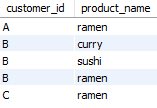 customer_id product_name
A ramen
B curry
B sushi
B ramen
C ramen